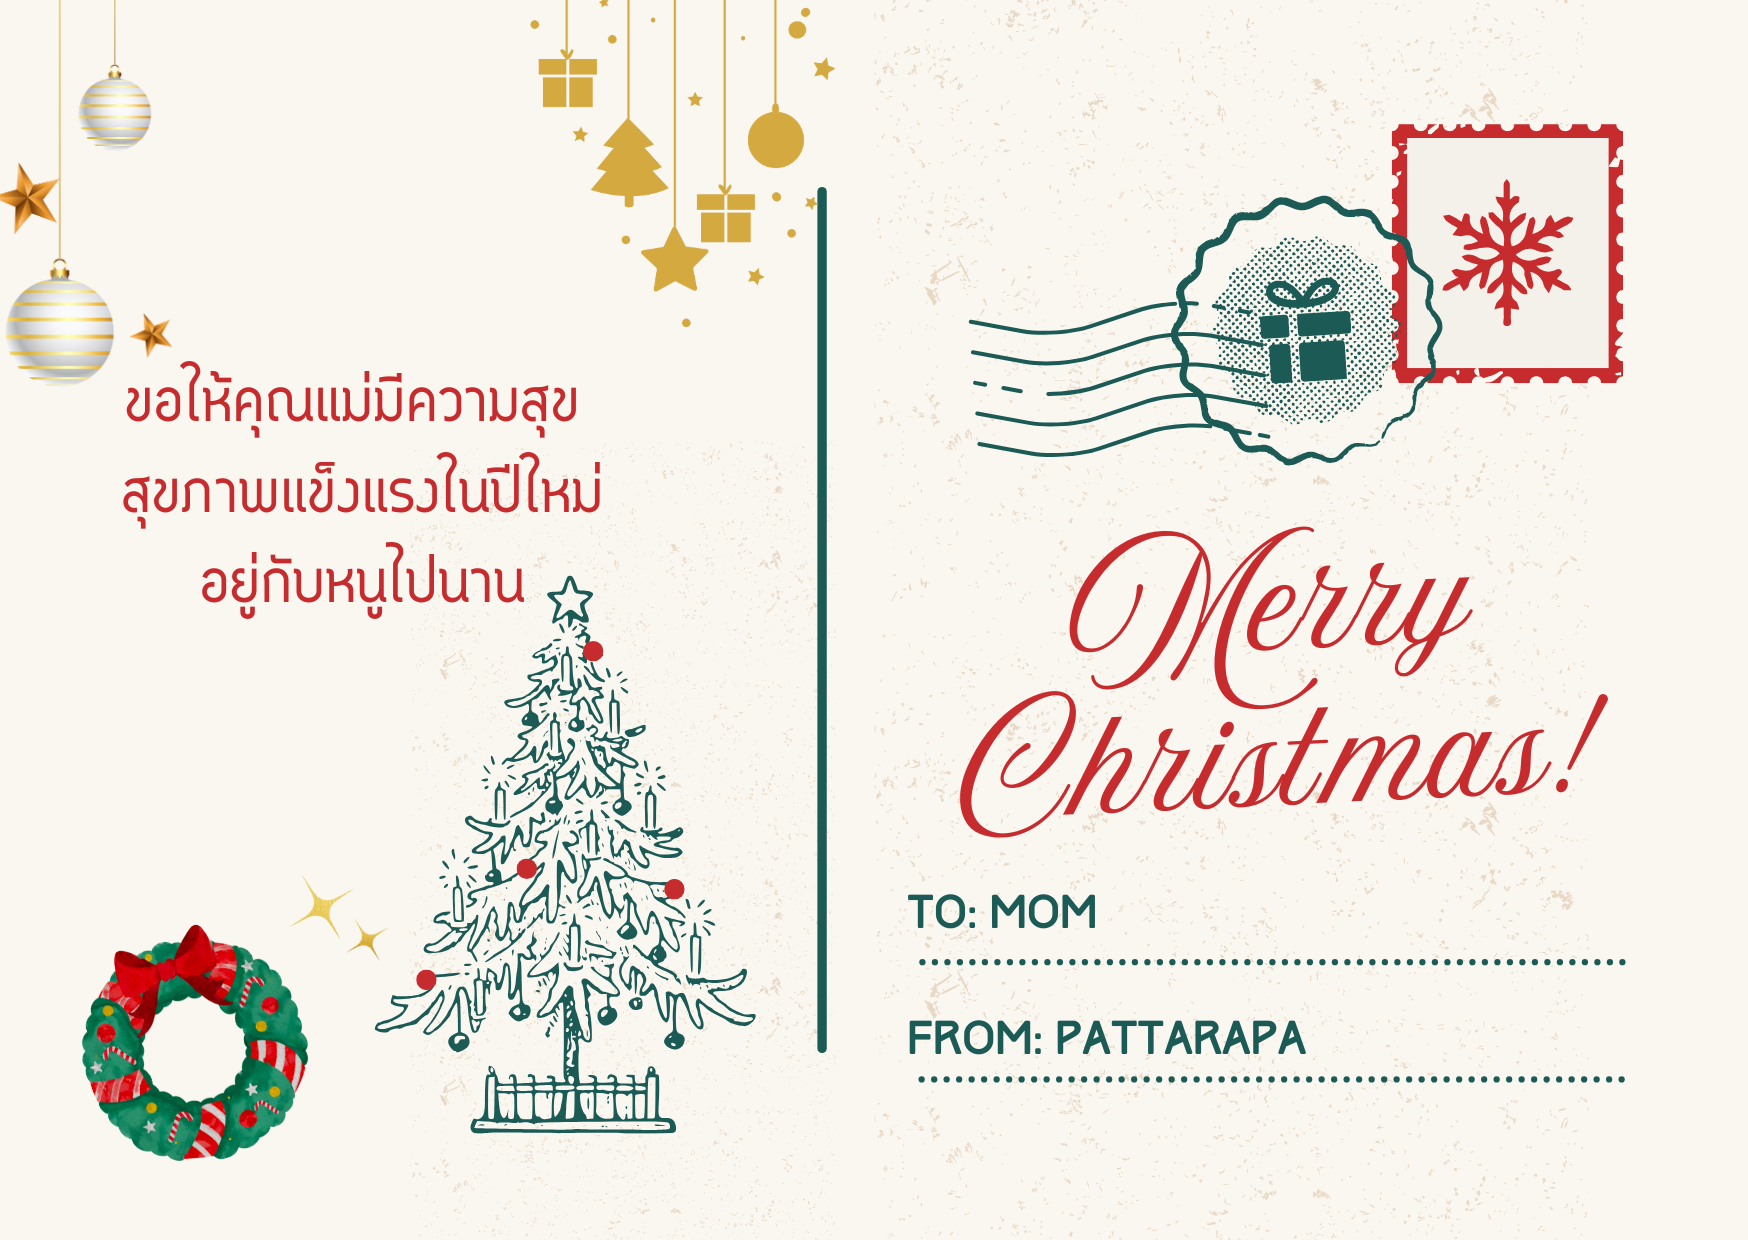 ขอให้คุณแม่มีความสุข
สุขภาพแข็งแรงในปีใหม่
อยู่กับหนูไปนาน
Merry
Christmas!
TO: MOM
FROM: PATTARAPA